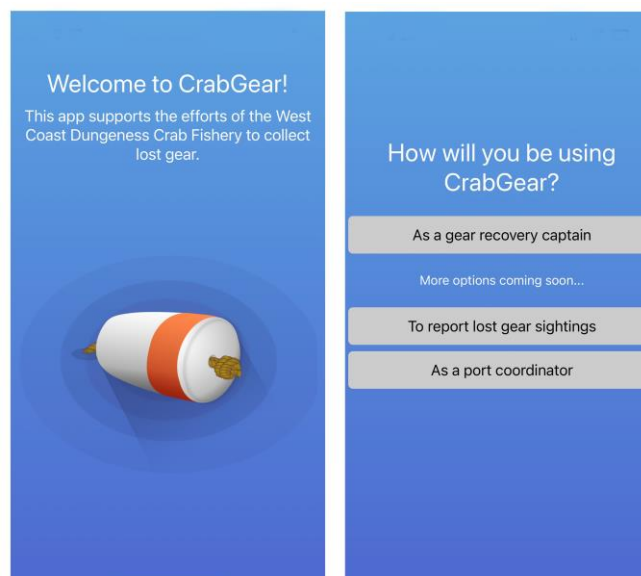 Welcome to CrabGear!
This app supports the efforts of the West
Coast Dungeness Crab Fishery to collect
lost gear.
How will you be using
CrabGear?
As a gear recovery captain
More options coming soon...
To report lost gear sightings
As a port coordinator